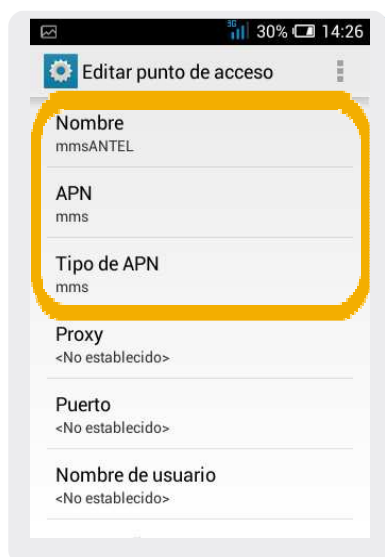 3G 30% 14:26
Editar punto de acceso
Nombre
mmsANTEL
APN
mms
Tipo de APN
mms
Proxy
<No establecido>
Puerto
<No establecido>
Nombre de usuario
<No establecido>